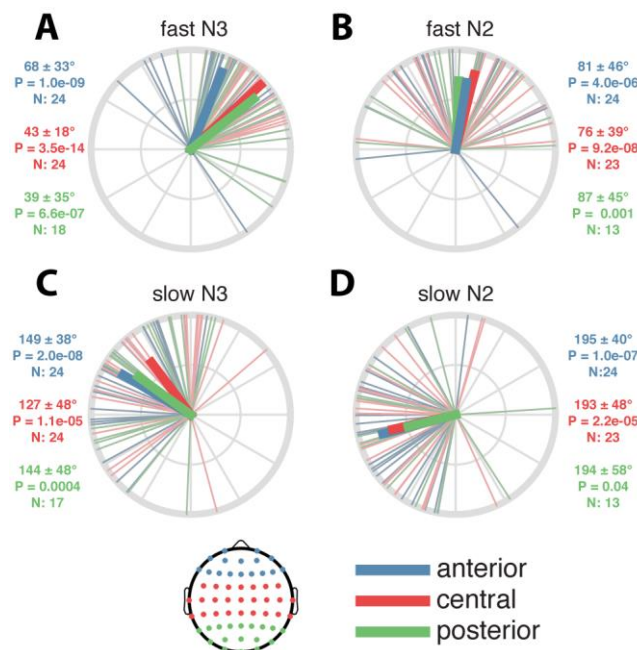 A
fast N3
68 ± 33°
P = 1.0e-09
N: 24
43 ± 18°
P = 3.5e-14
N: 24
39 ± 35°
P = 6.6e-07
N: 18
B
fast N2
81 ± 46°
P = 4.0e-06
N: 24
76 ± 39°
P = 9.2e-08
N: 23
87 ± 45°
P = 0.001
N: 13
C
slow N3
149 ± 38°
P = 2.0e-08
N: 24
127 ± 48°
P = 1.1e-05
N: 24
144 ± 48°
P = 0.0004
N: 17
D
slow N2
195 ± 40°
P = 1.0e-07
N:24
193 ± 48°
P = 2.2e-05
N: 23
194 ± 58°
P = 0.04
N: 13
anterior
central
posterior